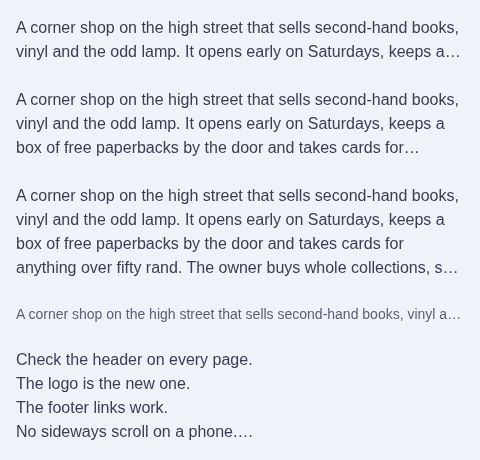 A corner shop on the high street that sells second-hand books,
vinyl and the odd lamp. It opens early on Saturdays, keeps a…
A corner shop on the high street that sells second-hand books,
vinyl and the odd lamp. It opens early on Saturdays, keeps a
box of free paperbacks by the door and takes cards for…
A corner shop on the high street that sells second-hand books,
vinyl and the odd lamp. It opens early on Saturdays, keeps a
box of free paperbacks by the door and takes cards for
anything over fifty rand. The owner buys whole collections, s…
A corner shop on the high street that sells second-hand books, vinyl a…
Check the header on every page.
The logo is the new one.
The footer links work.
No sideways scroll on a phone.…